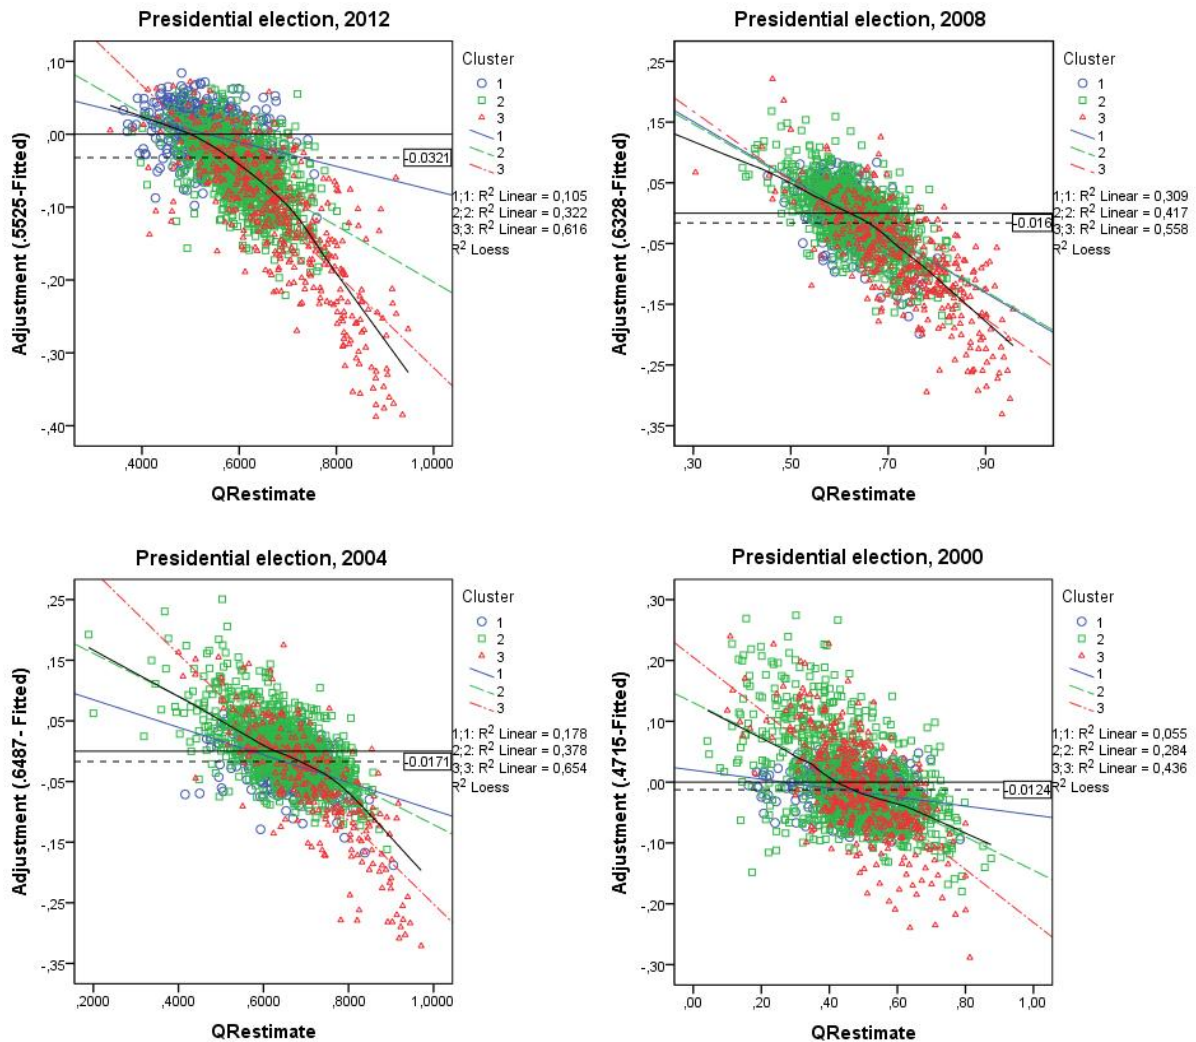 Presidential election, 2012
Adjustment (.5525-Fitted)
,10
,00
-,10
-,20
-,30
-,40
-0.0321
,4000 ,6000 ,8000 1,0000
QRestimate
Cluster
1
2
3
1
2
3
1;1: R² Linear = 0,105
2;2: R² Linear = 0,322
3;3: R² Linear = 0,616
R² Loess
Presidential election, 2008
Adjustment (.6328-Fitted)
,25
,15
,05
-,05
-,15
-,25
-,35
-0.016
,30 ,50 ,70 ,90
QRestimate
Cluster
1
2
3
1
2
3
1;1: R² Linear = 0,309
2;2: R² Linear = 0,417
3;3: R² Linear = 0,558
R² Loess
Presidential election, 2004
Adjustment (.6487- Fitted)
,25
,15
,05
-,05
-,15
-,25
-,35
-0.0171
,2000 ,4000 ,6000 ,8000 1,0000
QRestimate
Cluster
1
2
3
1
2
3
1;1: R² Linear = 0,178
2;2: R² Linear = 0,378
3;3: R² Linear = 0,654
R² Loess
Presidential election, 2000
Adjustment (.4715-Fitted)
,30
,20
,10
,00
-,10
-,20
-,30
-0.0124
,00 ,20 ,40 ,60 ,80 1,00
QRestimate
Cluster
1
2
3
1
2
3
1;1: R² Linear = 0,055
2;2: R² Linear = 0,284
3;3: R² Linear = 0,436
R² Loess